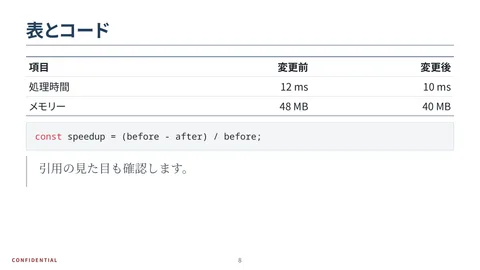 表とコード
項目 変更前 変更後
処理時間 12 ms 10 ms
メモリー 48 MB 40 MB
const speedup = (before - after) / before;
引用の見た目も確認します。
CONFIDENTIAL